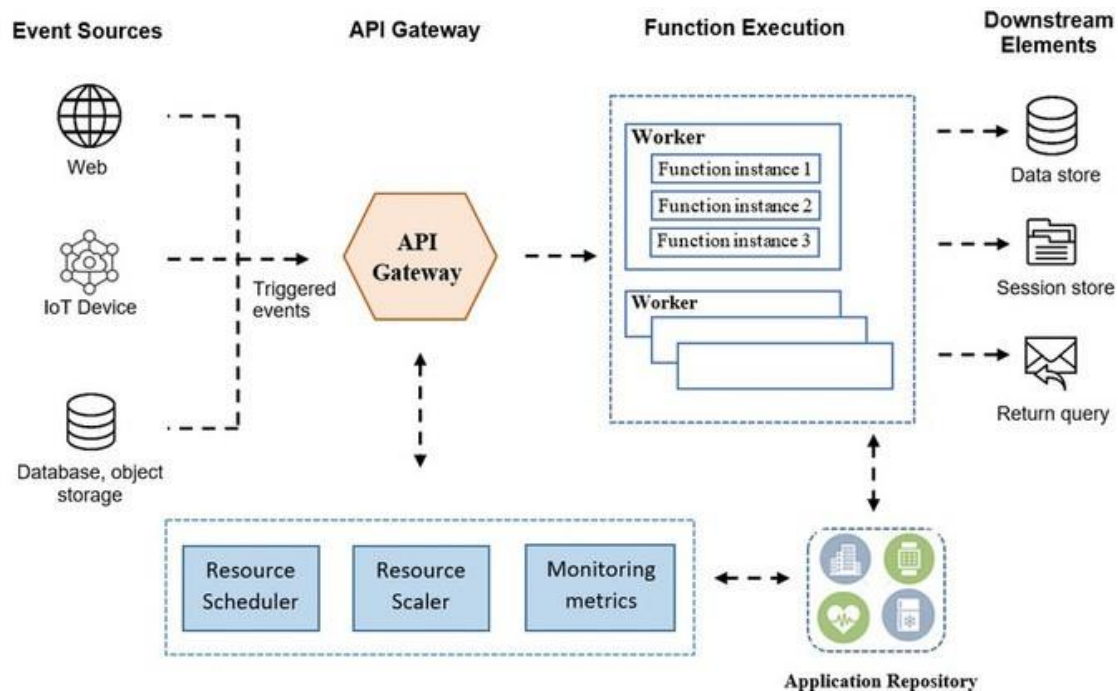 Event Sources
API Gateway
Function Execution
Downstream
Elements
Web
IoT Device
Database, object
storage
Triggered
events
API
Gateway
Worker
Function instance 1
Function instance 2
Function instance 3
Worker
Data store
Session store
Return query
Resource
Scheduler
Resource
Scaler
Monitoring
metrics
Application Repository